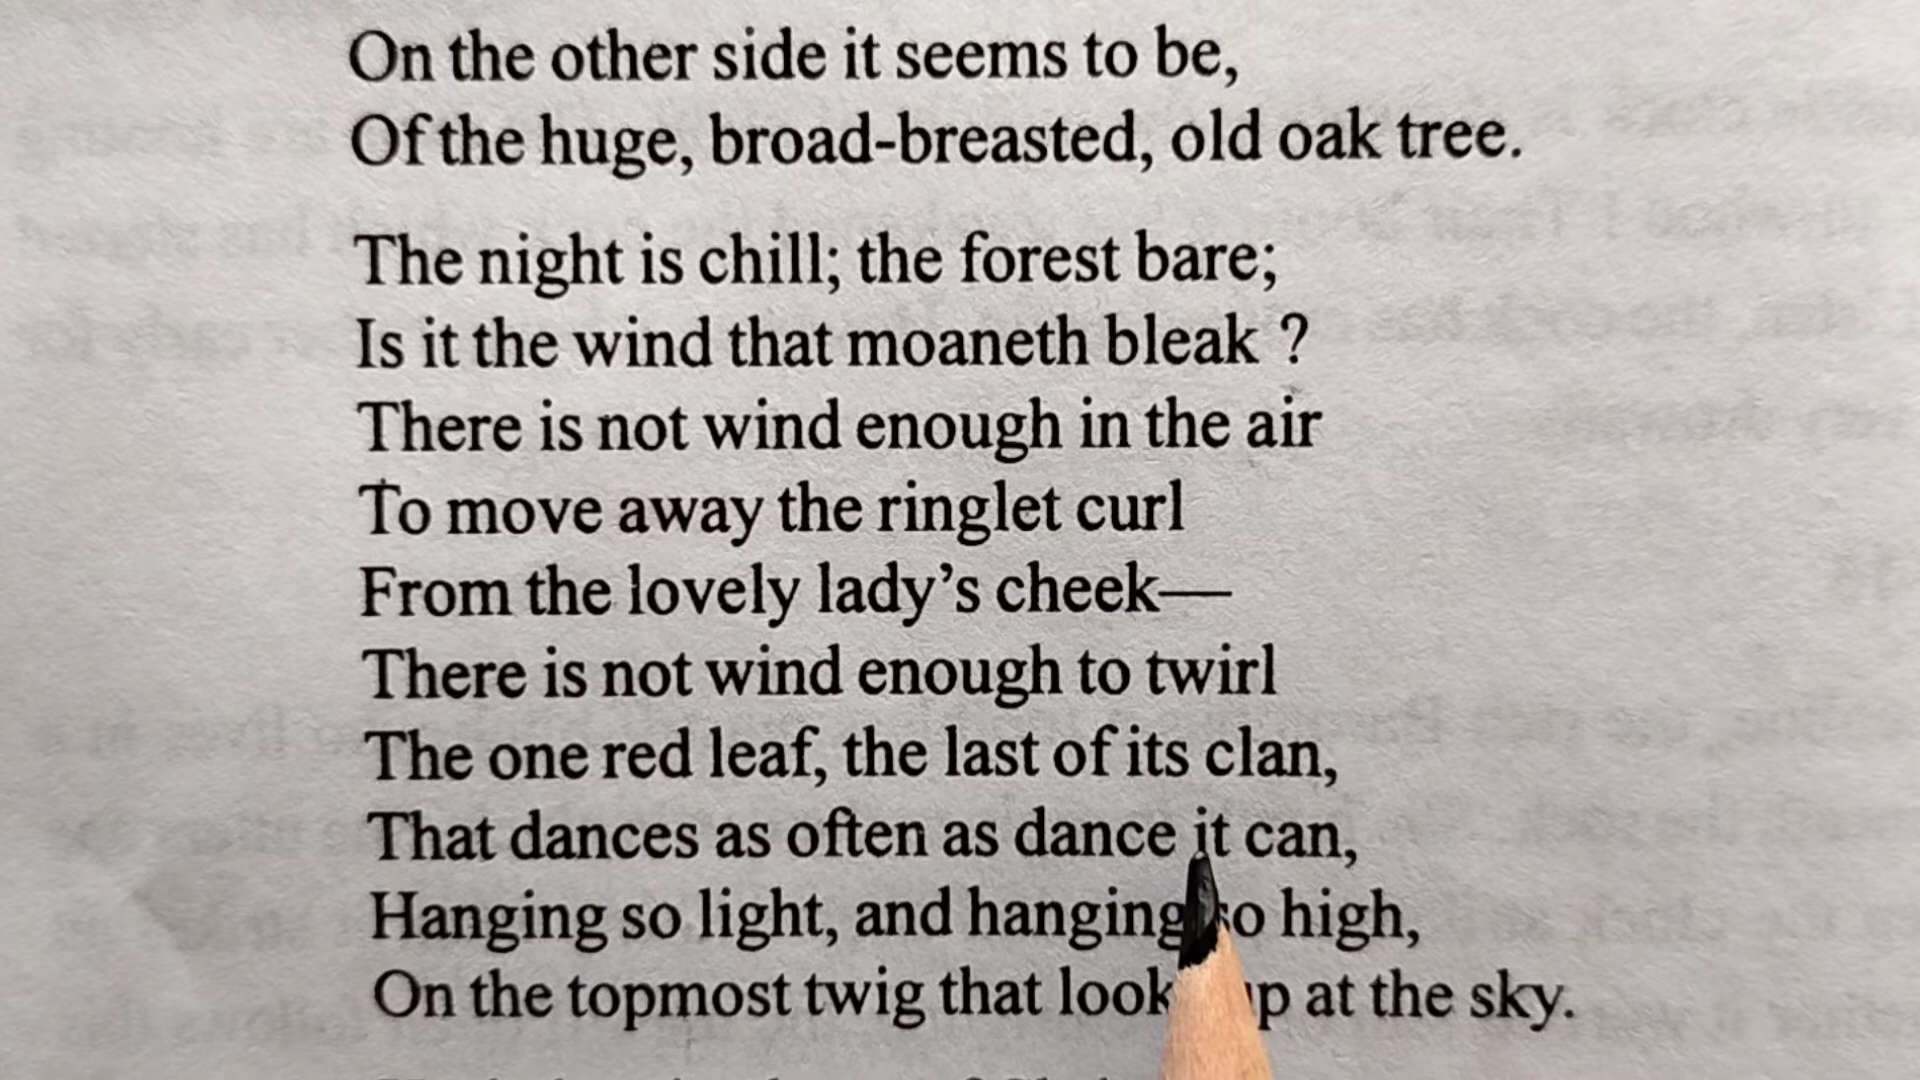 On the other side it seems to be,
Of the huge, broad-breasted, old oak tree.
The night is chill; the forest bare;
Is it the wind that moaneth bleak ?
There is not wind enough in the air
To move away the ringlet curl
From the lovely lady’s cheek—
There is not wind enough to twirl
The one red leaf, the last of its clan,
That dances as often as dance it can,
Hanging so light, and hanging so high,
On the topmost twig that looks up at the sky.